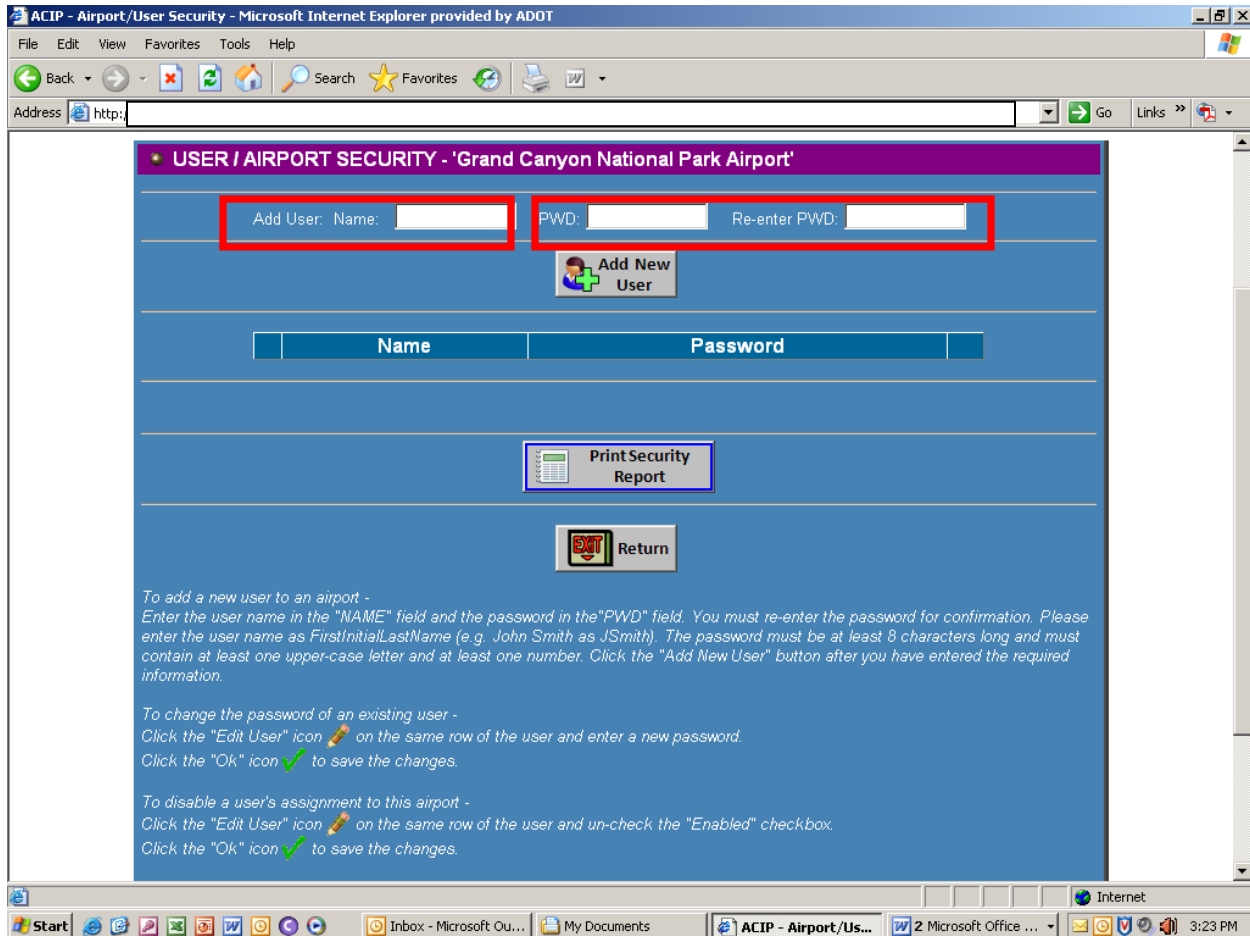 ACIP - Airport/User Security - Microsoft Internet Explorer provided by ADOT
File Edit View Favorites Tools Help
Back Search Favorites
Address http:/ Go Links »
USER / AIRPORT SECURITY - 'Grand Canyon National Park Airport'
Add User: Name: PWD: Re-enter PWD:
Add New
User
Name Password
Print Security
Report
EXIT Return
To add a new user to an airport -
Enter the user name in the "NAME" field and the password in the"PWD" field. You must re-enter the password for confirmation. Please
enter the user name as FirstInitialLastName (e.g. John Smith as JSmith). The password must be at least 8 characters long and must
contain at least one upper-case letter and at least one number. Click the "Add New User" button after you have entered the required
information.
To change the password of an existing user -
Click the "Edit User" icon on the same row of the user and enter a new password.
Click the "Ok" icon to save the changes.
To disable a user's assignment to this airport -
Click the "Edit User" icon on the same row of the user and un-check the "Enabled" checkbox.
Click the "Ok" icon to save the changes.
Internet
Start Inbox - Microsoft Ou... My Documents ACIP - Airport/Us... 2 Microsoft Office ... 3:23 PM